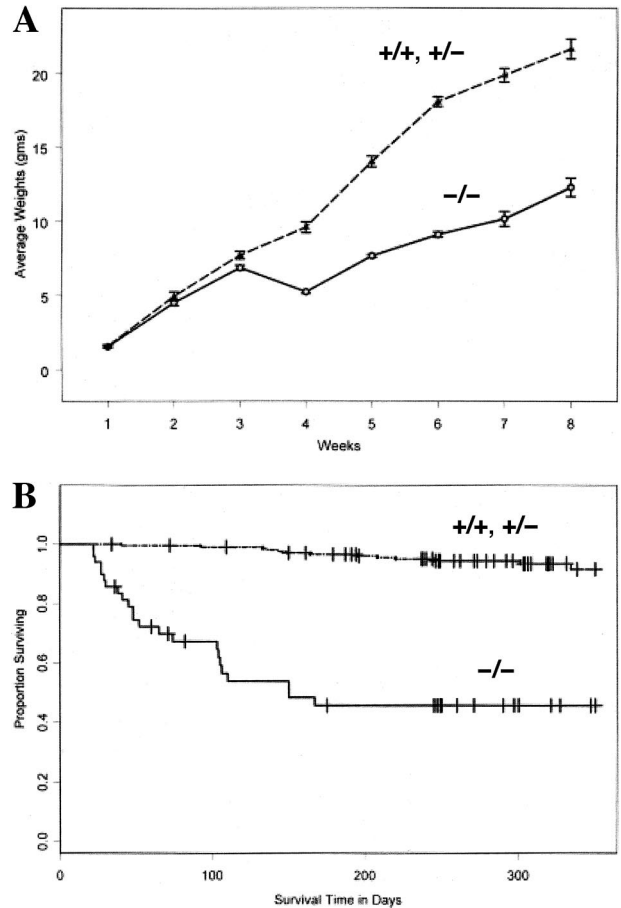 A
+/+, +/–
–/–
Average Weights (gms)
20
15
10
5
0
1 2 3 4 5 6 7 8
Weeks
B
+/+, +/–
–/–
Proportion Surviving
1.0
0.8
0.6
0.4
0.2
0.0
0 100 200 300
Survival Time in Days